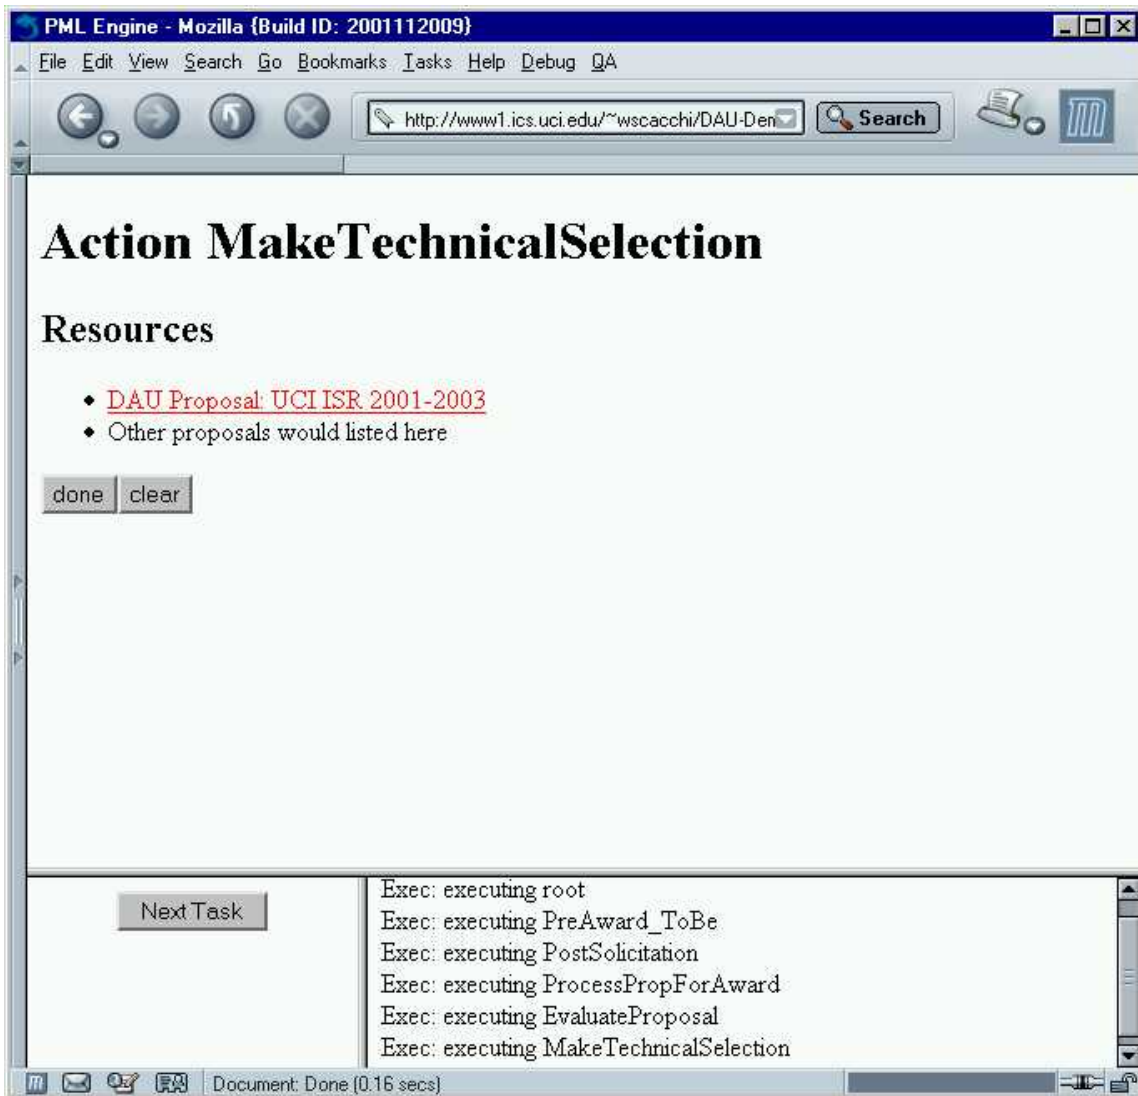 PML Engine - Mozilla {Build ID: 2001112009}
File Edit View Search Go Bookmarks Tasks Help Debug QA
http://www1.ics.uci.edu/~wscacchi/DAU-Den Search
Action MakeTechnicalSelection
Resources
• DAU Proposal: UCI ISR 2001-2003
• Other proposals would listed here
done clear
Next Task
Exec: executing root
Exec: executing PreAward_ToBe
Exec: executing PostSolicitation
Exec: executing ProcessPropForAward
Exec: executing EvaluateProposal
Exec: executing MakeTechnicalSelection
Document: Done (0.16 secs)